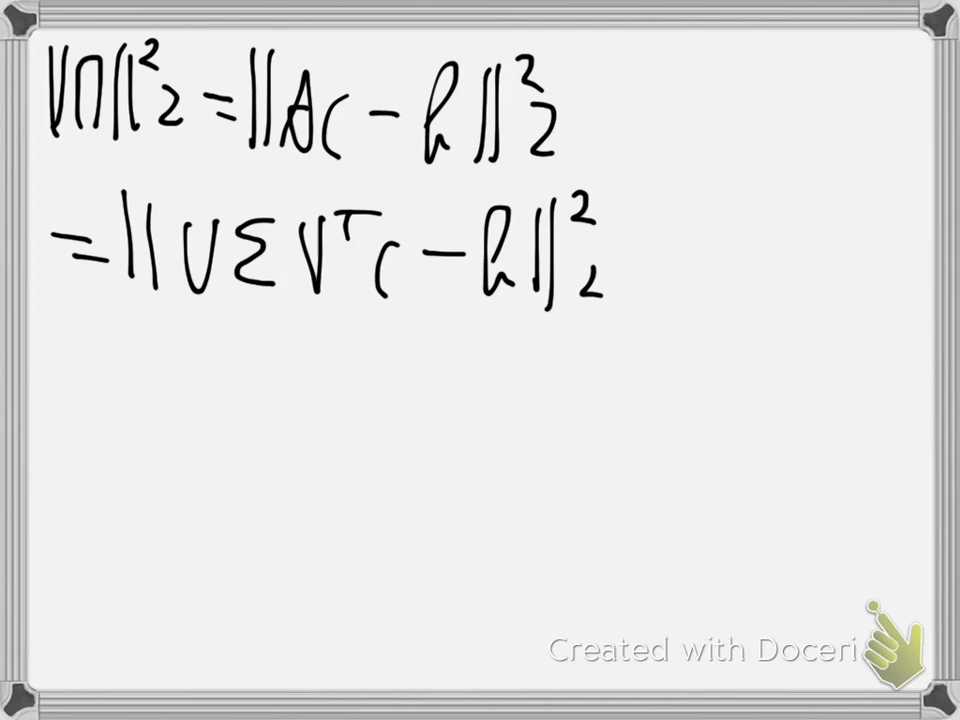 ||r||²₂ = ||Ac - b||²₂
= ||UΣVᵀc - b||²₂
Created with Doceri